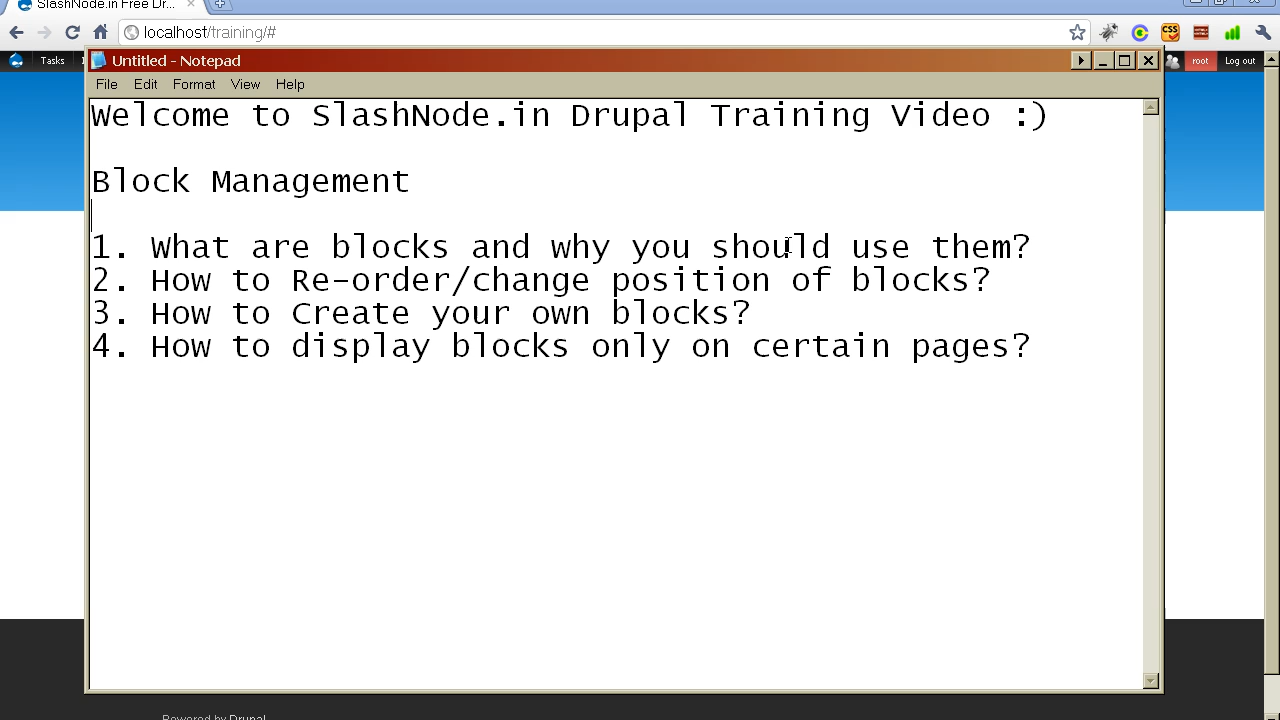 SlashNode.in Free Dr...
localhost/training/#
Tasks
root
Log out
Untitled - Notepad
File Edit Format View Help
Welcome to SlashNode.in Drupal Training Video :)
Block Management
1. What are blocks and why you should use them?
2. How to Re-order/change position of blocks?
3. How to Create your own blocks?
4. How to display blocks only on certain pages?
Powered by Drupal